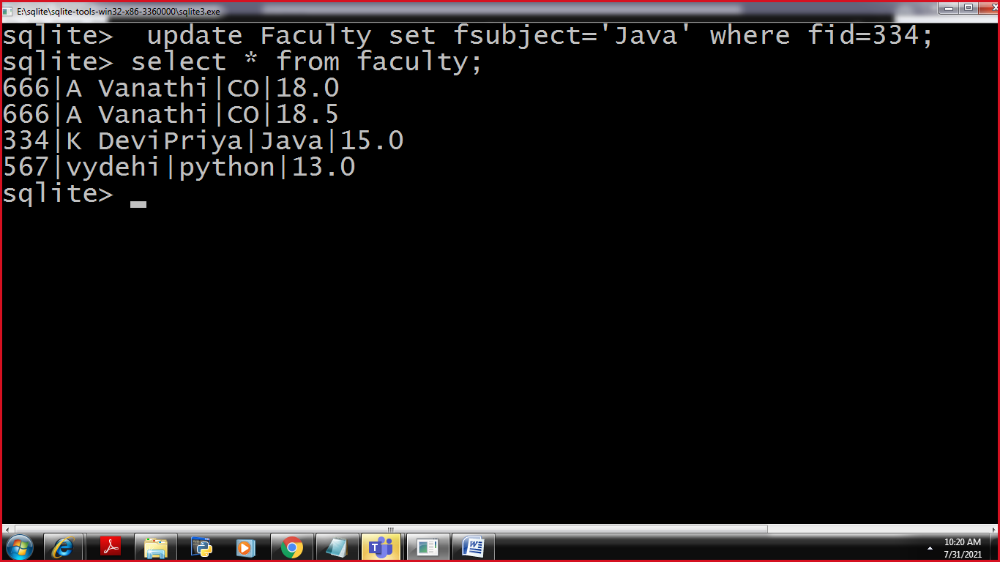 E:\sqlite\sqlite-tools-win32-x86-3360000\sqlite3.exe
sqlite>  update Faculty set fsubject='Java' where fid=334;
sqlite> select * from faculty;
666|A Vanathi|CO|18.0
666|A Vanathi|CO|18.5
334|K DeviPriya|Java|15.0
567|vydehi|python|13.0
sqlite> _
10:20 AM
7/31/2021